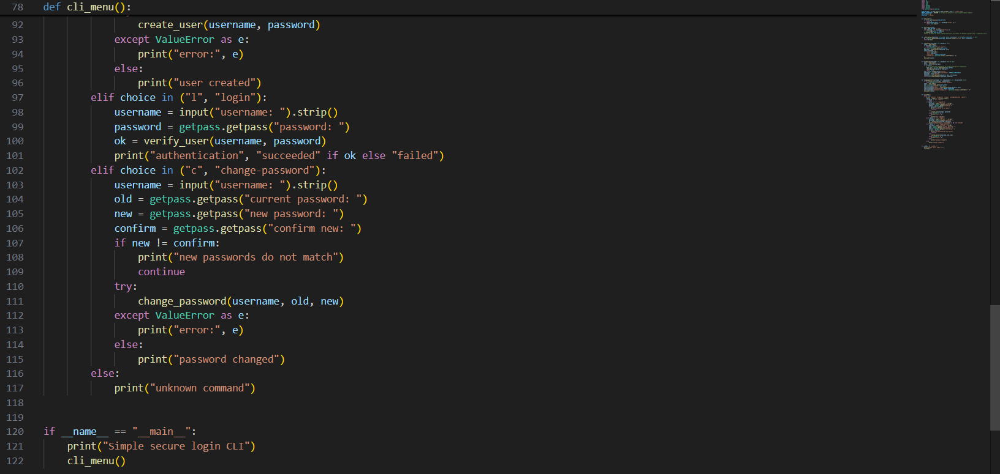 78 def cli_menu():
92 create_user(username, password)
93 except ValueError as e:
94 print("error:", e)
95 else:
96 print("user created")
97 elif choice in ("l", "login"):
98 username = input("username: ").strip()
99 password = getpass.getpass("password: ")
100 ok = verify_user(username, password)
101 print("authentication", "succeeded" if ok else "failed")
102 elif choice in ("c", "change-password"):
103 username = input("username: ").strip()
104 old = getpass.getpass("current password: ")
105 new = getpass.getpass("new password: ")
106 confirm = getpass.getpass("confirm new: ")
107 if new != confirm:
108 print("new passwords do not match")
109 continue
110 try:
111 change_password(username, old, new)
112 except ValueError as e:
113 print("error:", e)
114 else:
115 print("password changed")
116 else:
117 print("unknown command")
118
119
120 if __name__ == "__main__":
121 print("Simple secure login CLI")
122 cli_menu()